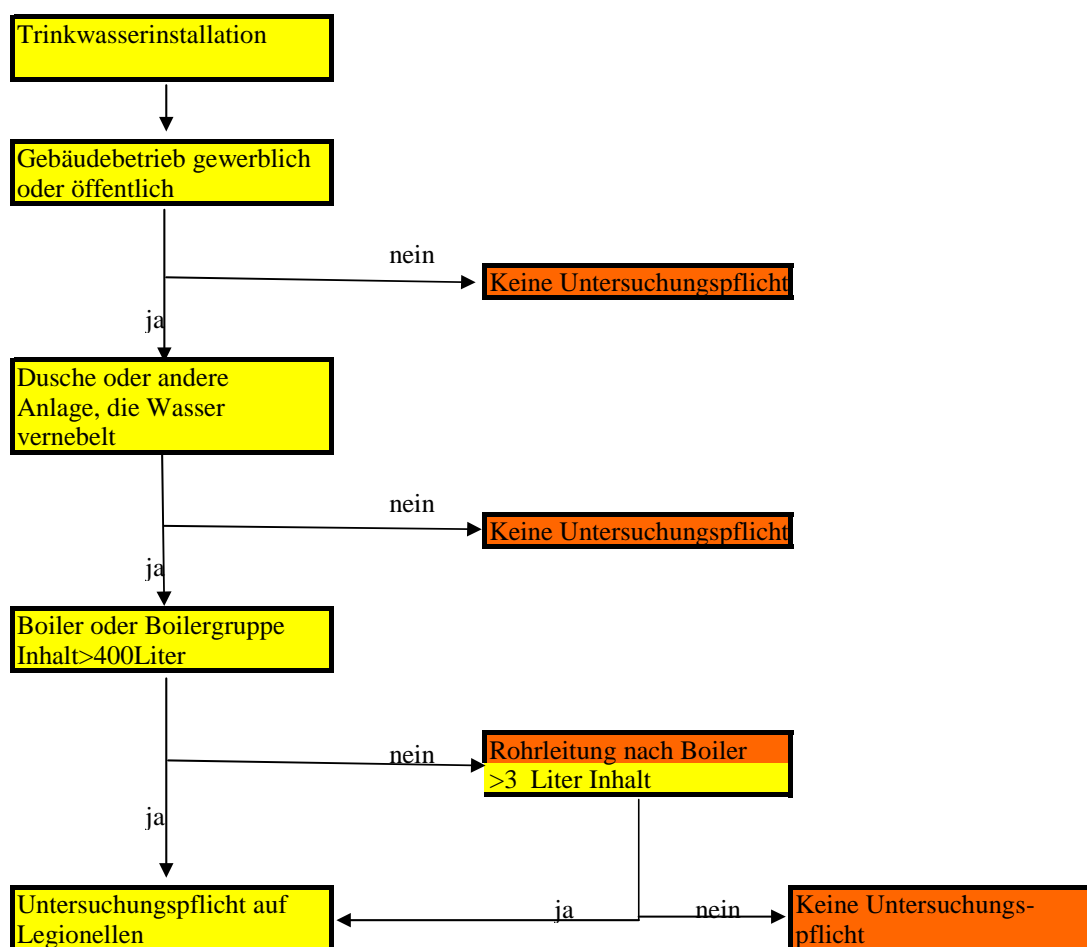 Trinkwasserinstallation
Gebäudebetrieb gewerblich
oder öffentlich
nein
Keine Untersuchungspflicht
ja
Dusche oder andere
Anlage, die Wasser
vernebelt
nein
Keine Untersuchungspflicht
ja
Boiler oder Boilergruppe
Inhalt>400Liter
nein
Rohrleitung nach Boiler
>3 Liter Inhalt
ja
Untersuchungspflicht auf
Legionellen
ja
nein
Keine Untersuchungs-
pflicht